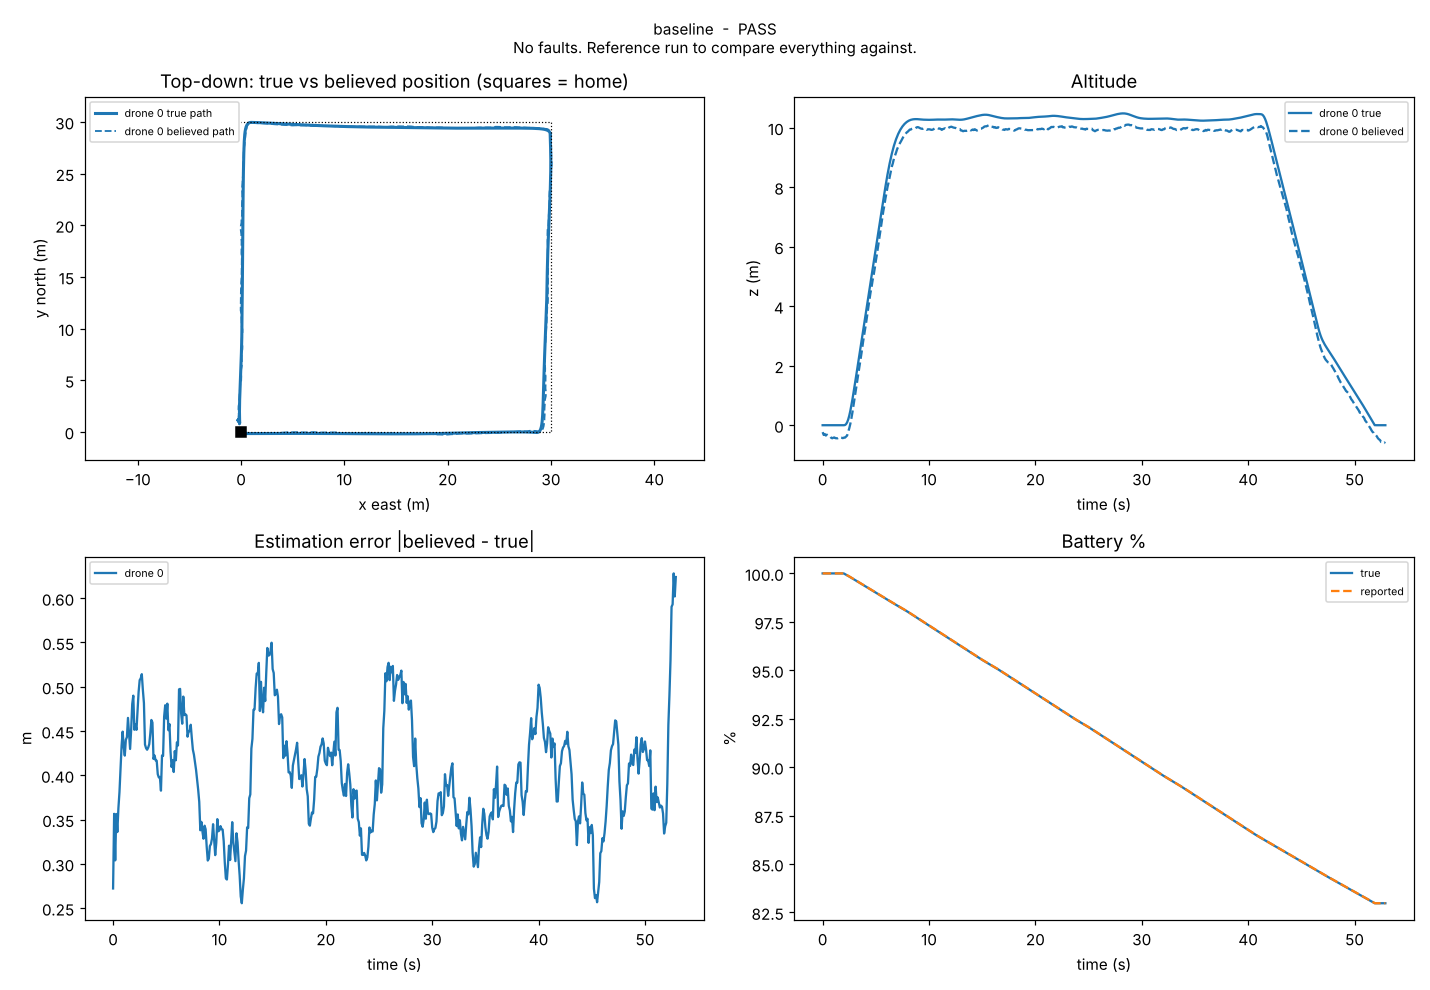 baseline - PASS
No faults. Reference run to compare everything against.
Top-down: true vs believed position (squares = home)
drone 0 true path
drone 0 believed path
30
25
20
15
10
5
0
y north (m)
−10
0
10
20
30
40
x east (m)
Altitude
drone 0 true
drone 0 believed
10
8
6
4
2
0
z (m)
0
10
20
30
40
50
time (s)
Estimation error |believed - true|
drone 0
0.60
0.55
0.50
0.45
0.40
0.35
0.30
0.25
m
0
10
20
30
40
50
time (s)
Battery %
true
reported
100.0
97.5
95.0
92.5
90.0
87.5
85.0
82.5
%
0
10
20
30
40
50
time (s)